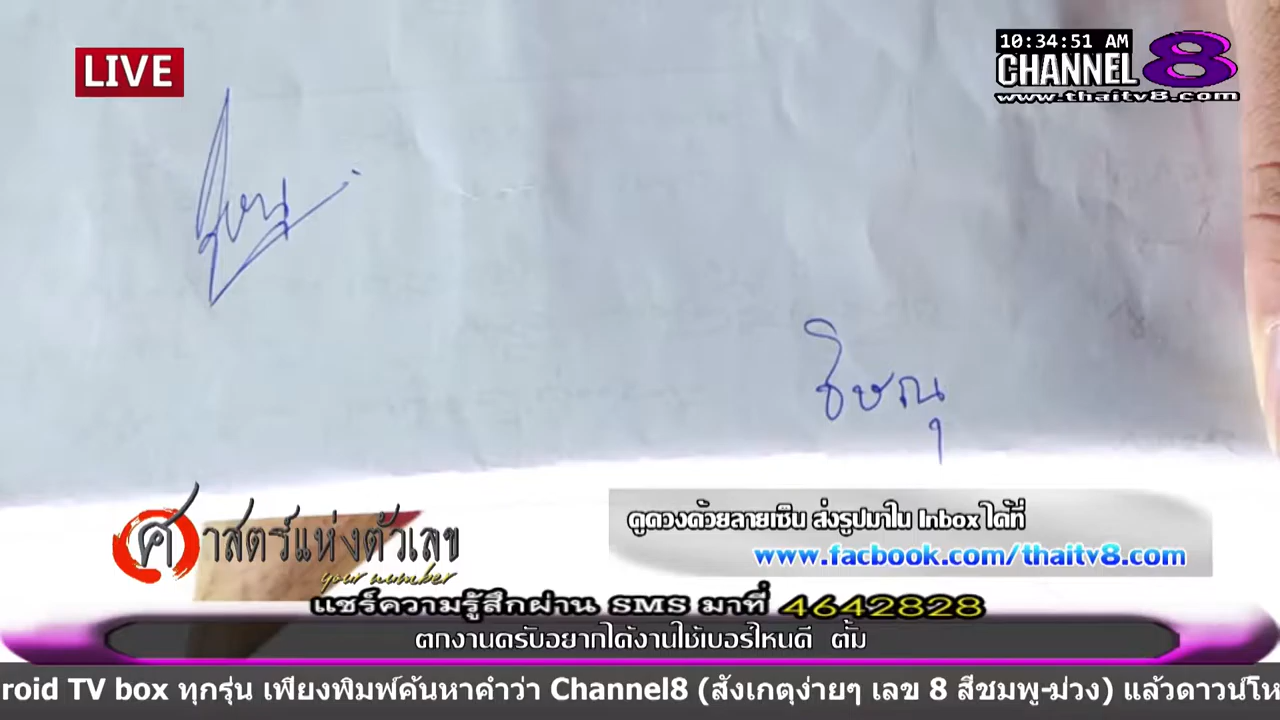 LIVE
10:34:51 AM
CHANNEL 8
www.thaitv8.com
ชิษณุ
ศาสตร์แห่งตัวเลข
your number
ดูดวงด้วยลายเซ็น ส่งรูปมาใน Inbox ได้ที่
www.facbook.com/thaitv8.com
แชร์ความรู้สึกผ่าน SMS มาที่ 4642828
ตกงานครับอยากได้งานใช้เบอร์ไหนดี ตั้ม
roid TV box ทุกรุ่น เพียงพิมพ์ค้นหาคำว่า Channel8 (สังเกตุง่ายๆ เลข 8 สีชมพู-ม่วง) แล้วดาวน์โห